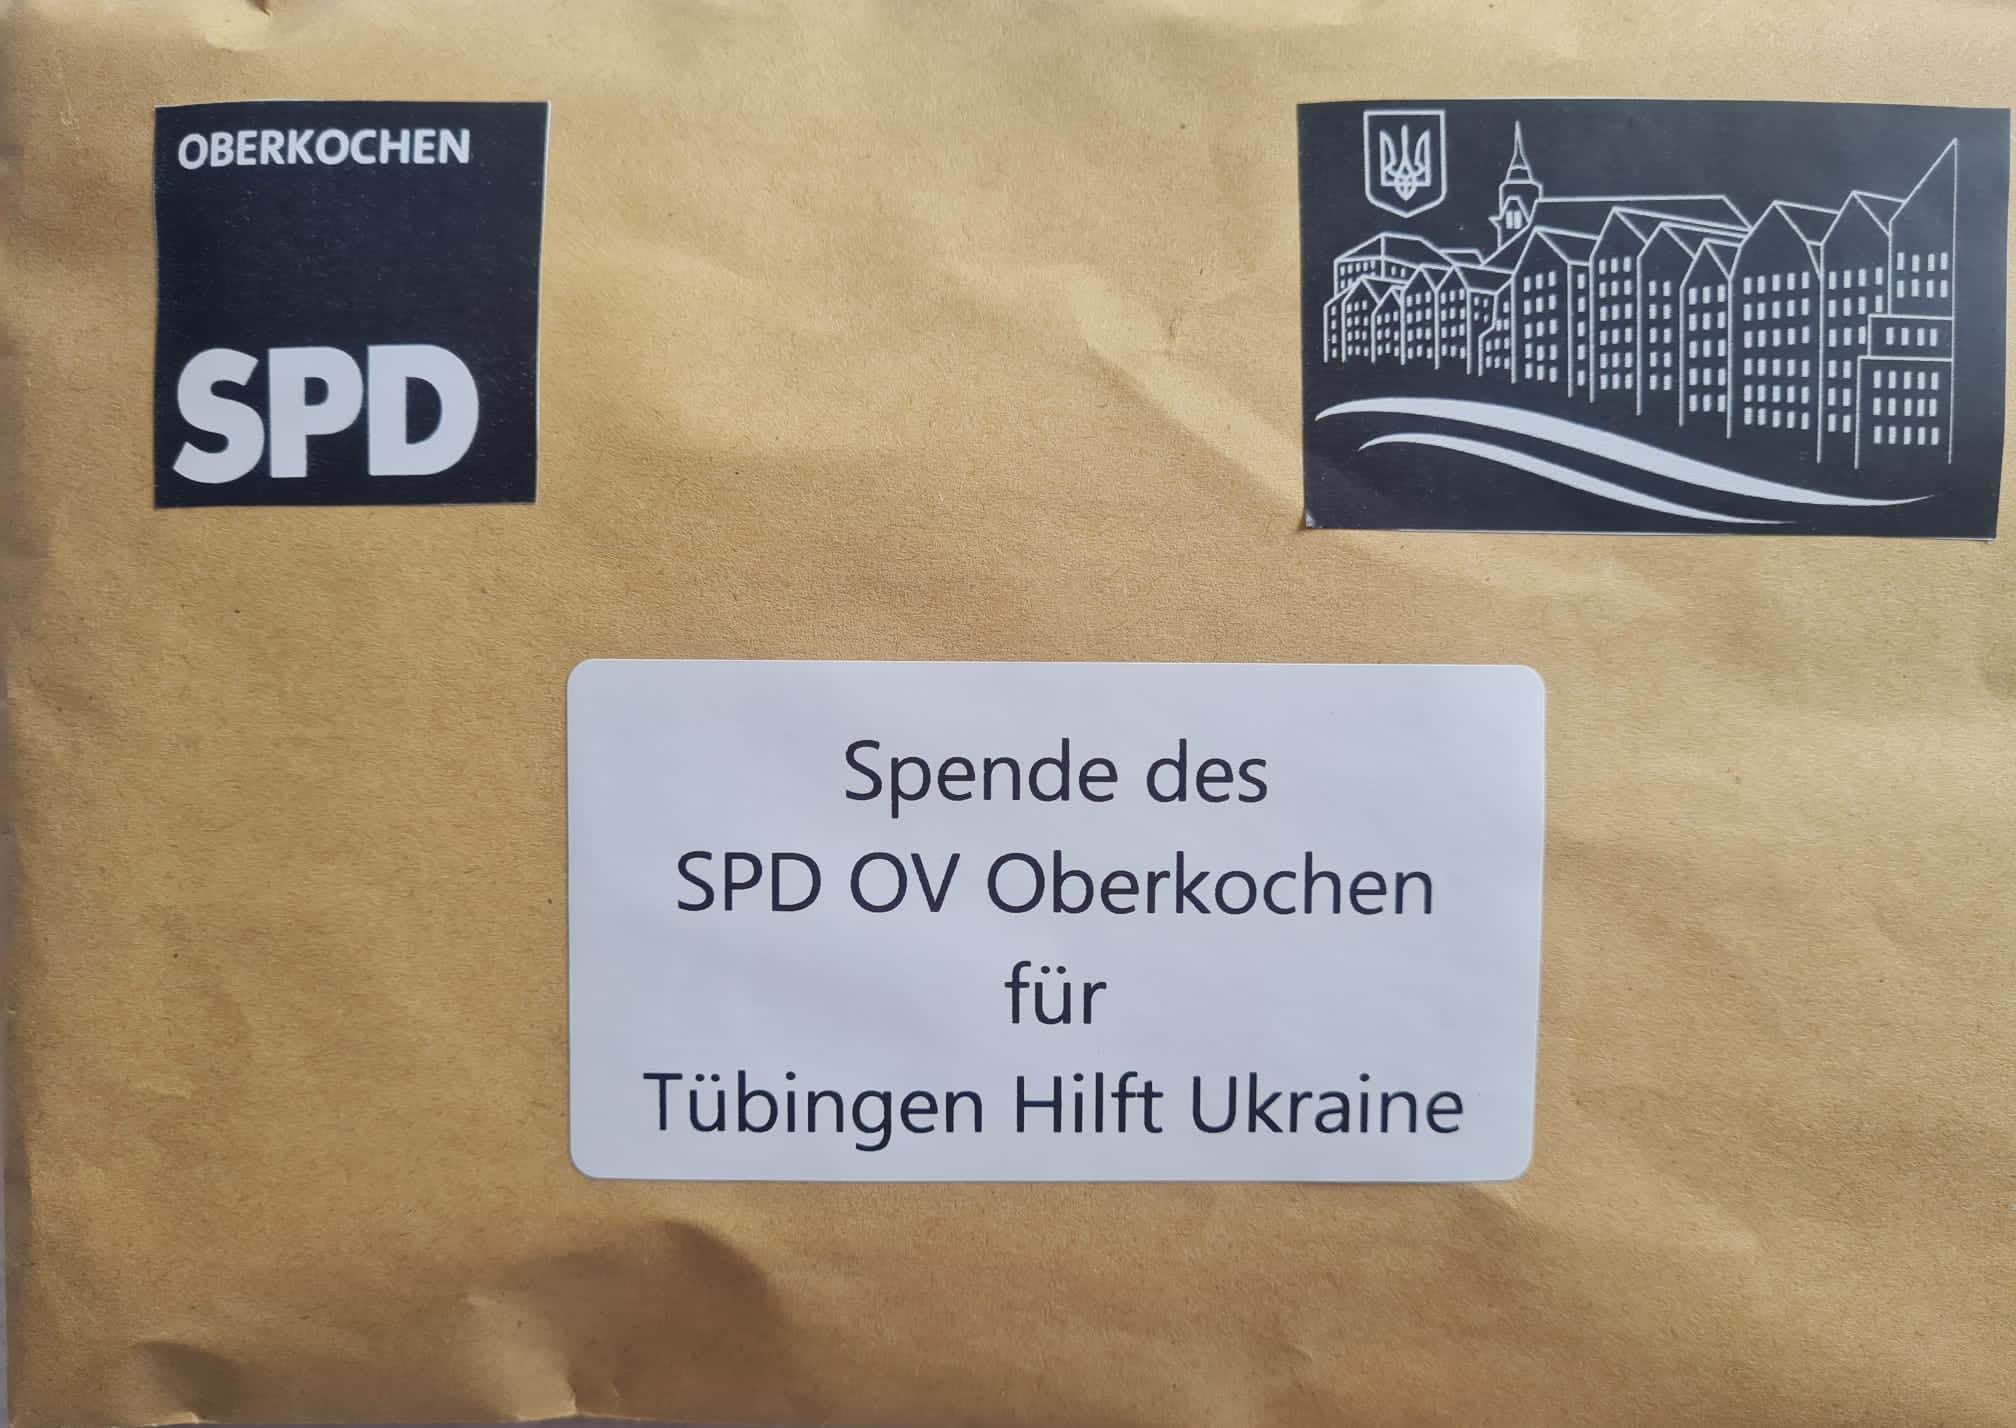 OBERKOCHEN
SPD
Spende des
SPD OV Oberkochen
für
Tübingen Hilft Ukraine